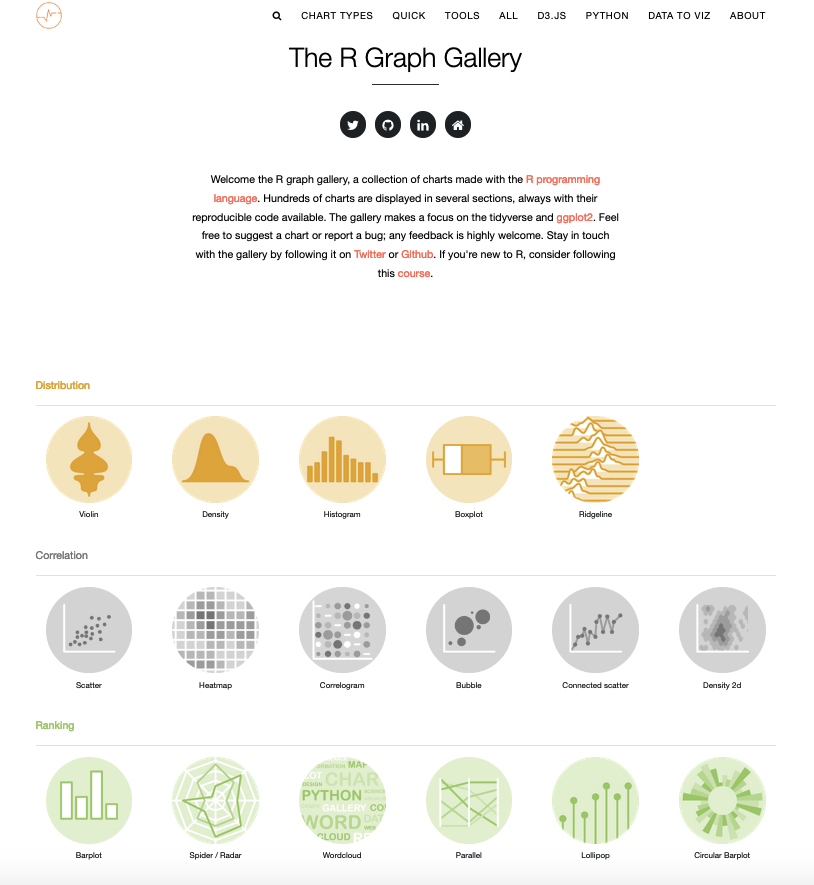 CHART TYPES QUICK TOOLS ALL D3.JS PYTHON DATA TO VIZ ABOUT
The R Graph Gallery
Welcome the R graph gallery, a collection of charts made with the R programming
language. Hundreds of charts are displayed in several sections, always with their
reproducible code available. The gallery makes a focus on the tidyverse and ggplot2. Feel
free to suggest a chart or report a bug; any feedback is highly welcome. Stay in touch
with the gallery by following it on Twitter or Github. If you're new to R, consider following
this course.
Distribution
Violin Density Histogram Boxplot Ridgeline
Correlation
Scatter Heatmap Correlogram Bubble Connected scatter Density 2d
Ranking
CHAR
DESIGN
PYTHON
GALLERY
WORD
WEB
CLOUD
Barplot Spider / Radar Wordcloud Parallel Lollipop Circular Barplot